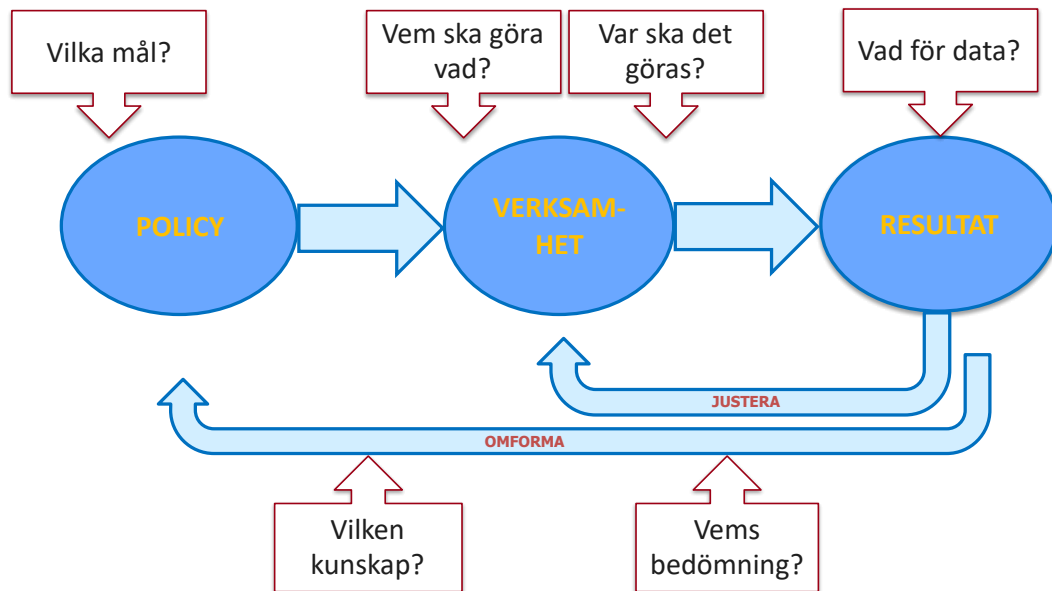 Vilka mål?
Vem ska göra
vad?
Var ska det
göras?
Vad för data?
POLICY
VERKSAM-
HET
RESULTAT
JUSTERA
OMFORMA
Vilken
kunskap?
Vems
bedömning?